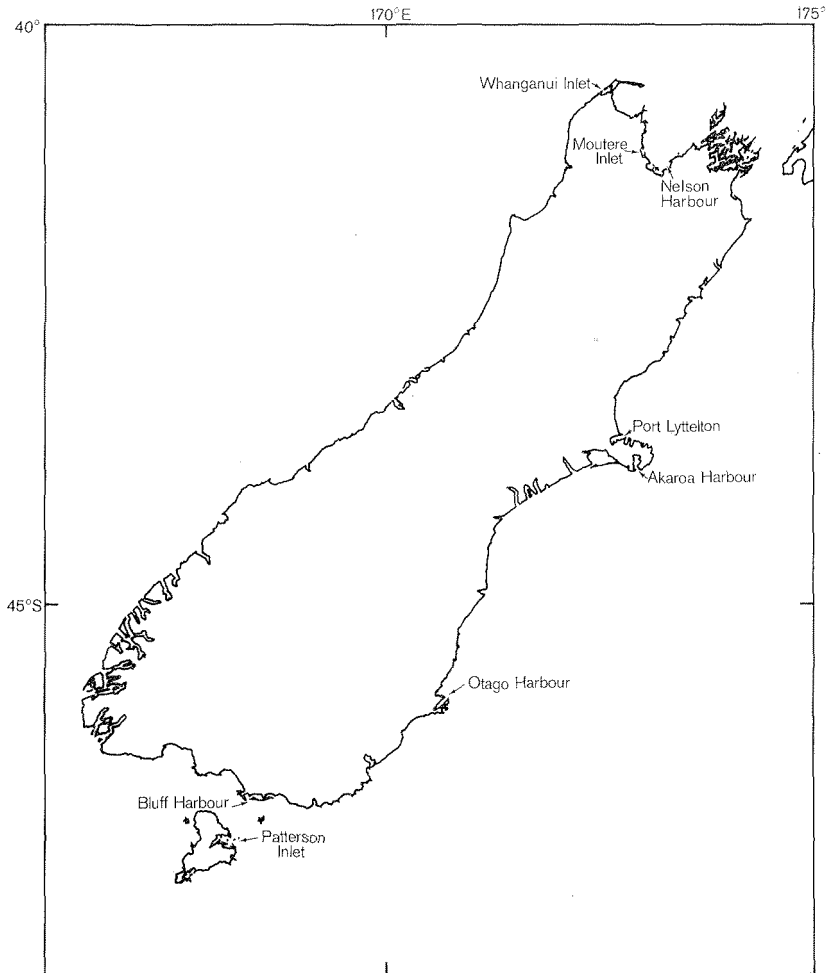 40°
170°E
175°
Whanganui Inlet
Moutere
Inlet
Nelson
Harbour
Port Lyttelton
Akaroa Harbour
45°S
Otago Harbour
Bluff Harbour
Patterson
Inlet